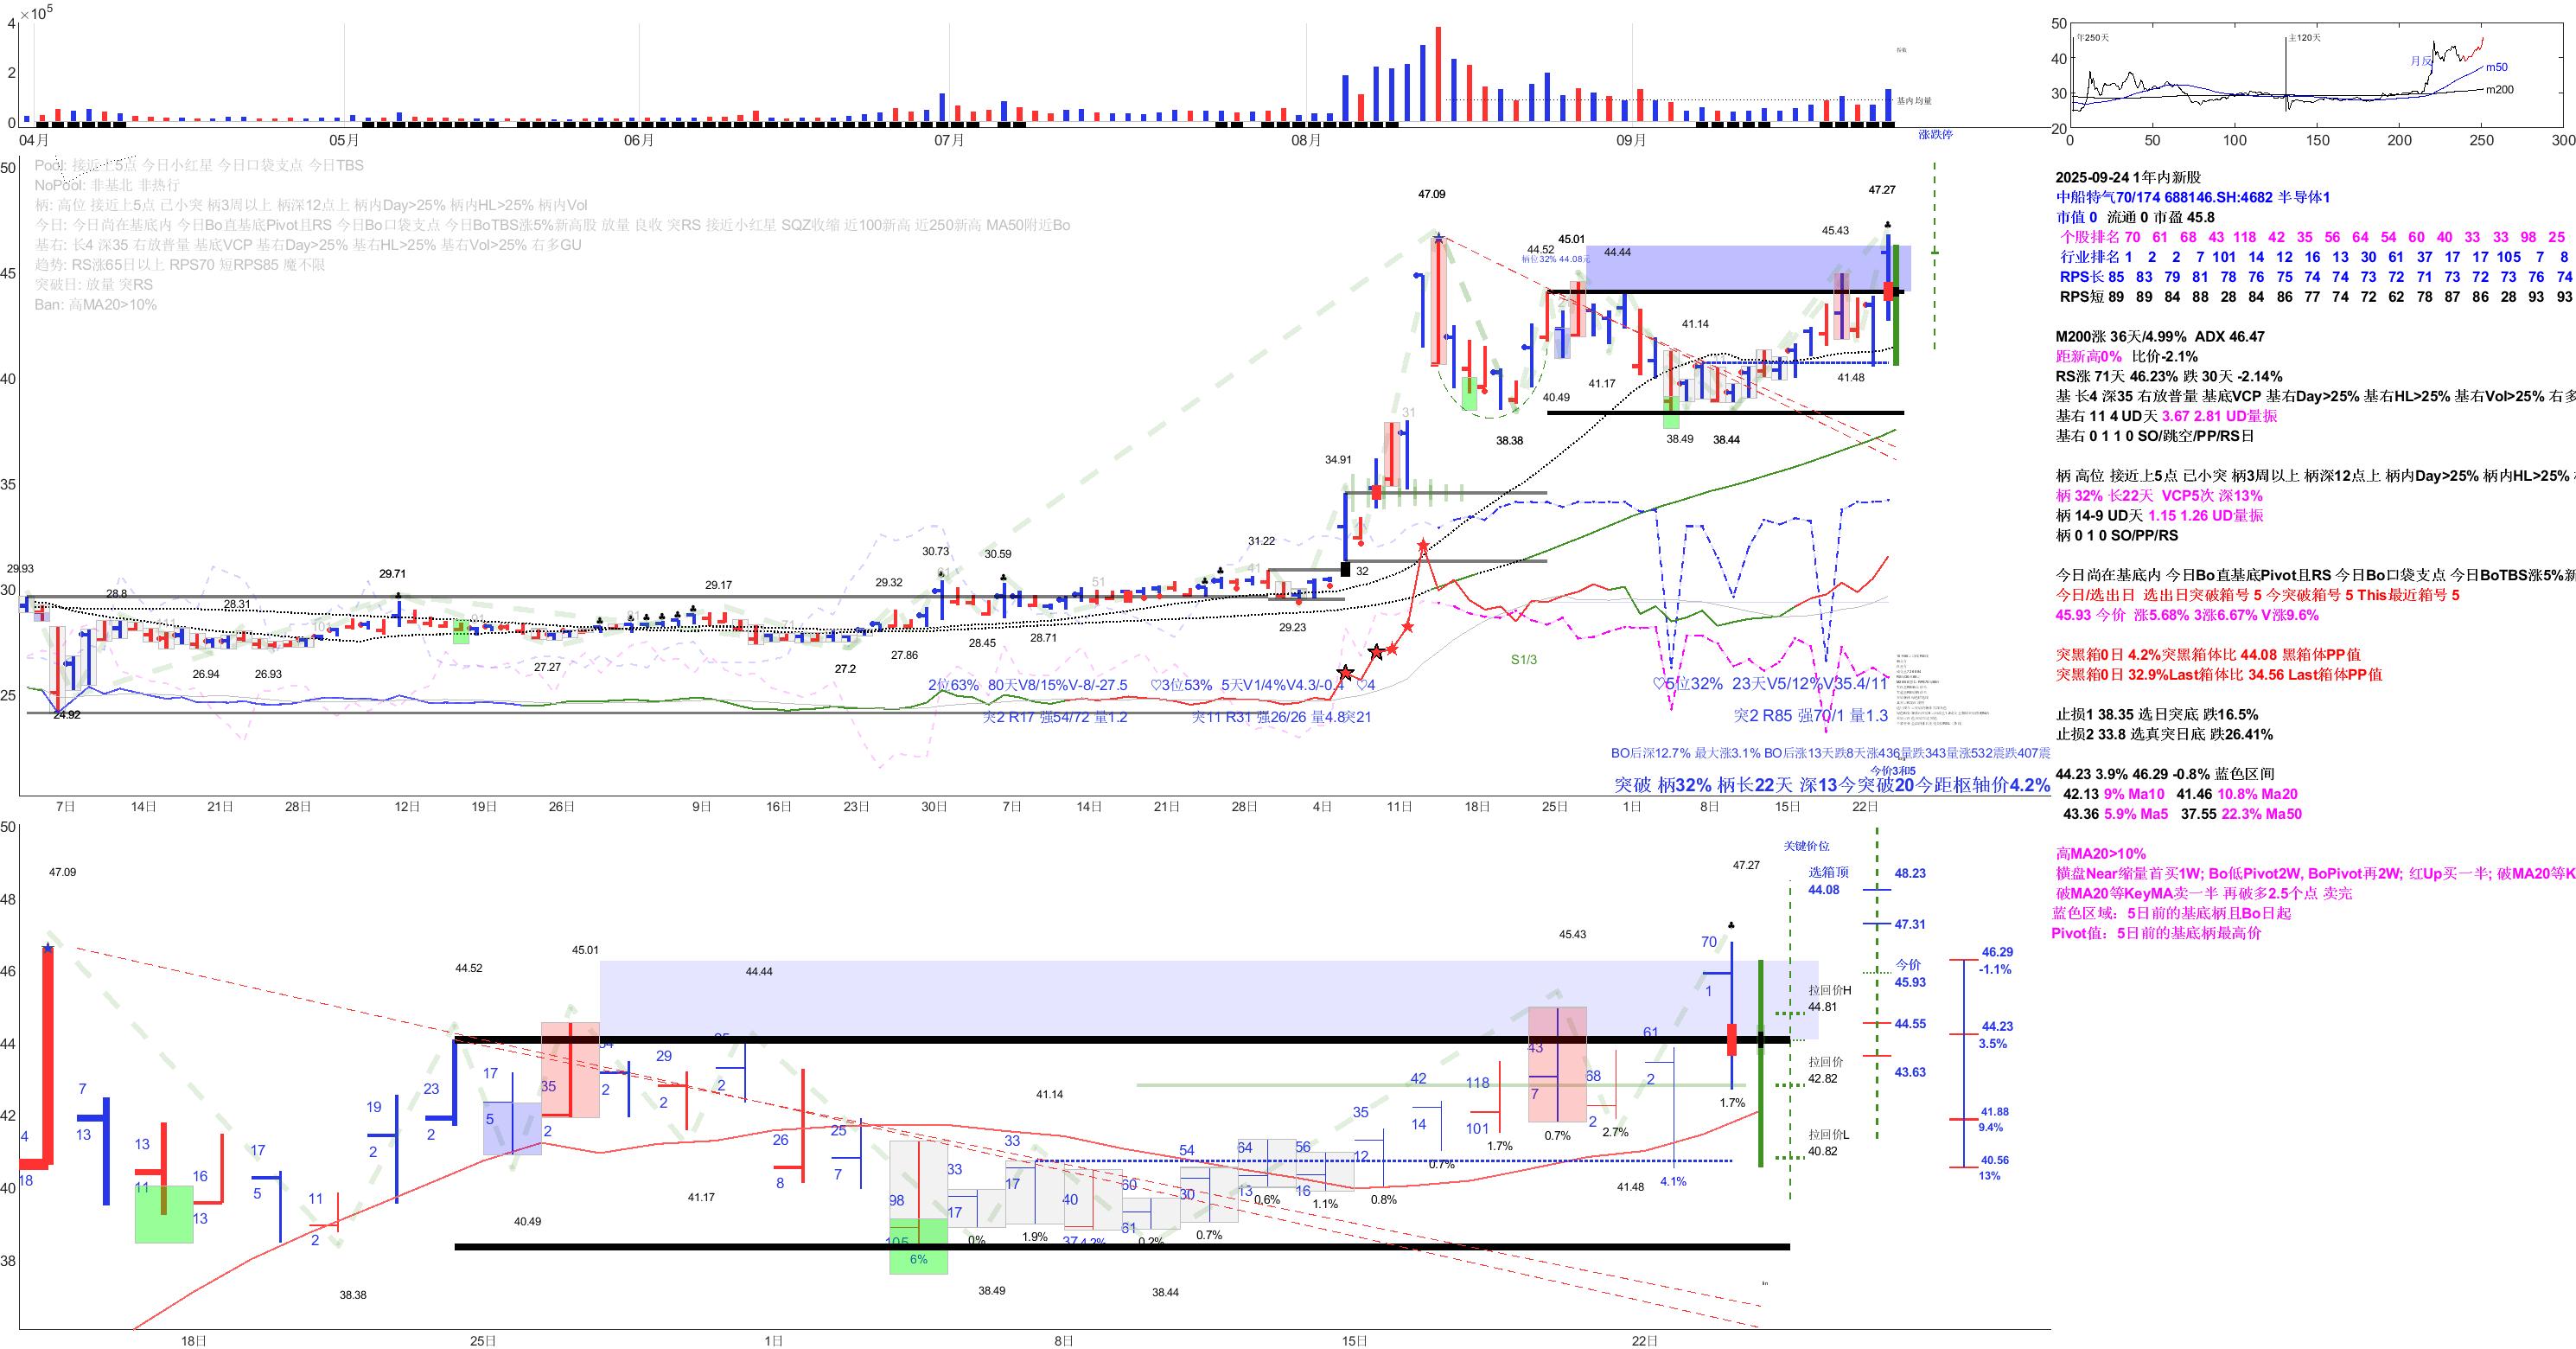 ×10⁵
4
2
0
04月 05月 06月 07月 08月 09月
基内均量
涨跌停
50
40
30
20
年250天
主120天
月反
m50
m200
0 50 100 150 200 250 300
Pool: 接近上5点 今日小红星 今日口袋支点 今日TBS
NoPool: 非基北 非热行
柄: 高位 接近上5点 己小突 柄3周以上 柄深12点上 柄内Day>25% 柄内HL>25% 柄内Vol
今日: 今日尚在基底内 今日Bo直基底Pivot且RS 今日Bo口袋支点 今日BoTBS涨5%新高股 放量 良收 突RS 接近小红星 SQZ收缩 近100新高 近250新高 MA50附近Bo
基右: 长4 深35 右放普量 基底VCP 基右Day>25% 基右HL>25% 基右Vol>25% 右多GU
趋势: RS涨65日以上 RPS70 短RPS85 魔不限
突破日: 放量 突RS
Ban: 高MA20>10%
50
45
40
35
30
25
29.93
28.8
28.31
29.71
24.92
26.94
26.93
27.27
29.17
27.2
29.32
27.86
30.73
30.59
28.45
28.71
31.22
29.23
34.91
32
31
41
51
47.09
38.38
44.52
45.01
柄位32% 44.08元
44.44
40.49
41.17
41.14
38.49
38.44
45.43
41.48
47.27
S1/3
2位63% 80天V8/15%V-8/-27.5
♡3位53% 5天V1/4%V4.3/-0.4
♡4
♡5位32% 23天V5/12%V35.4/11
突2 R17 强54/72 量1.2
突11 R31 强26/26 量4.8
突21
突2 R85 强70/1 量1.3
BO后深12.7% 最大涨3.1% BO后涨13天跌8天涨436量跌343量涨532震跌407震
今价3和5
突破 柄32% 柄长22天 深13今突破20今距枢轴价4.2%
7日 14日 21日 28日 12日 19日 26日 9日 16日 23日 30日 7日 14日 21日 28日 4日 11日 18日 25日 1日 8日 15日 22日
2025-09-24 1年内新股
中船特气70/174 688146.SH:4682 半导体1
市值 0 流通 0 市盈 45.8
个股排名 70 61 68 43 118 42 35 56 64 54 60 40 33 33 98 25
行业排名 1 2 2 7 101 14 12 16 13 30 61 37 17 17 105 7 8
RPS长 85 83 79 81 78 76 75 74 74 73 72 71 73 72 73 76 74
RPS短 89 89 84 88 28 84 86 77 74 72 62 78 87 86 28 93 93
M200涨 36天/4.99% ADX 46.47
距新高0% 比价-2.1%
RS涨 71天 46.23% 跌 30天 -2.14%
基 长4 深35 右放普量 基底VCP 基右Day>25% 基右HL>25% 基右Vol>25% 右多
基右 11 4 UD天 3.67 2.81 UD量振
基右 0 1 1 0 SO/跳空/PP/RS日
柄 高位 接近上5点 己小突 柄3周以上 柄深12点上 柄内Day>25% 柄内HL>25%
柄 32% 长22天 VCP5次 深13%
柄 14-9 UD天 1.15 1.26 UD量振
柄 0 1 0 SO/PP/RS
今日尚在基底内 今日Bo直基底Pivot且RS 今日Bo口袋支点 今日BoTBS涨5%新
今日/选出日 选出日突破箱号 5 今突破箱号 5 This最近箱号 5
45.93 今价 涨5.68% 3涨6.67% V涨9.6%
突黑箱0日 4.2%突黑箱体比 44.08 黑箱体PP值
突黑箱0日 32.9%Last箱体比 34.56 Last箱体PP值
止损1 38.35 选日突底 跌16.5%
止损2 33.8 选真突日底 跌26.41%
44.23 3.9% 46.29 -0.8% 蓝色区间
42.13 9% Ma10 41.46 10.8% Ma20
43.36 5.9% Ma5 37.55 22.3% Ma50
高MA20>10%
横盘Near缩量首买1W; Bo低Pivot2W, BoPivot再2W; 红Up买一半; 破MA20等K
破MA20等KeyMA卖一半 再破多2.5个点 卖完
蓝色区域: 5日前的基底柄且Bo日起
Pivot值: 5日前的基底柄最高价
50
48
46
44
42
40
38
47.09
44.52
45.01
44.44
41.14
45.43
47.27
38.38
40.49
41.17
38.49
38.44
41.48
4
18
7
13
13
11
16
13
17
5
11
2
19
2
23
2
17
5
35
2
2
29
2
2
26
8
25
7
98
105
6%
33
17
0%
33
17
1.9%
40
37
4.2%
60
61
0.2%
54
30
0.7%
64
13
0.6%
56
16
1.1%
35
12
0.8%
42
14
0.7%
118
101
1.7%
43
7
0.7%
68
2
2.7%
61
2
4.1%
70
1
1.7%
关键价位
选箱顶
44.08
拉回价H
44.81
拉回价
42.82
拉回价L
40.82
48.23
47.31
今价
45.93
44.55
43.63
46.29
-1.1%
44.23
3.5%
41.88
9.4%
40.56
13%
18日 25日 1日 8日 15日 22日